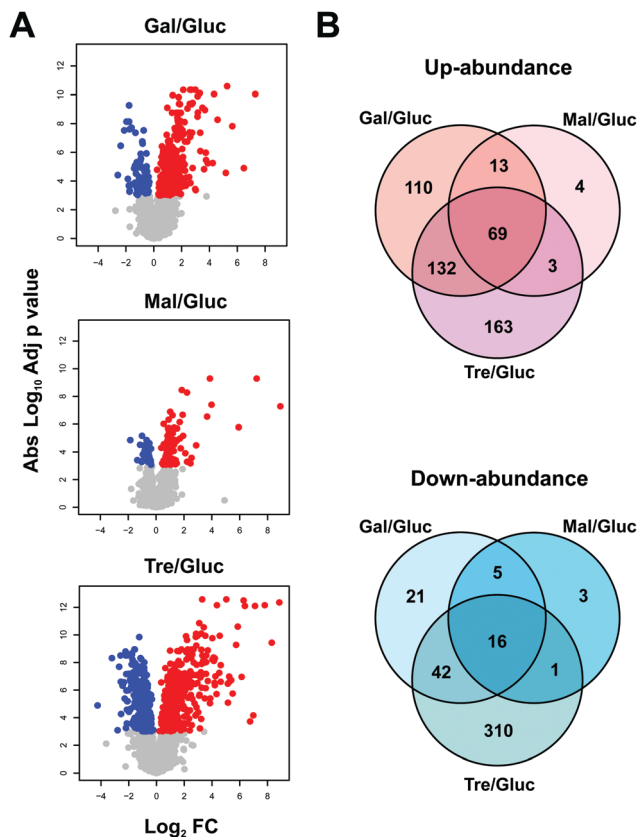 A
Gal/Gluc
12
10
8
6
4
2
0
−4 −2 0 2 4 6 8
Mal/Gluc
12
10
8
6
4
2
0
−4 −2 0 2 4 6 8
Tre/Gluc
12
10
8
6
4
2
0
−4 −2 0 2 4 6 8
Abs Log₁₀ Adj p value
Log₂ FC
B
Up-abundance
Gal/Gluc Mal/Gluc
110 13 4
69
132 3
163
Tre/Gluc
Down-abundance
Gal/Gluc Mal/Gluc
21 5 3
16
42 1
310
Tre/Gluc